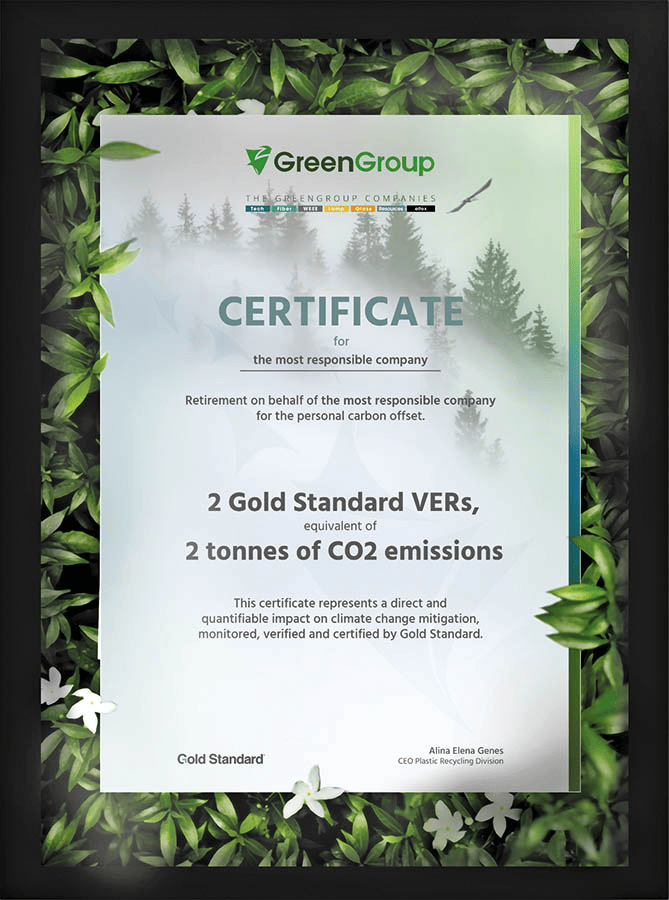 GreenGroup
THE GREENGROUP COMPANIES
Tech Fiber WEEE Lamp Glass Resources efox
CERTIFICATE
for
the most responsible company
Retirement on behalf of the most responsible company
for the personal carbon offset.
2 Gold Standard VERs,
equivalent of
2 tonnes of CO2 emissions
This certificate represents a direct and
quantifiable impact on climate change mitigation,
monitored, verified and certified by Gold Standard.
Alina Elena Genes
Gold Standard
CEO Plastic Recycling Division